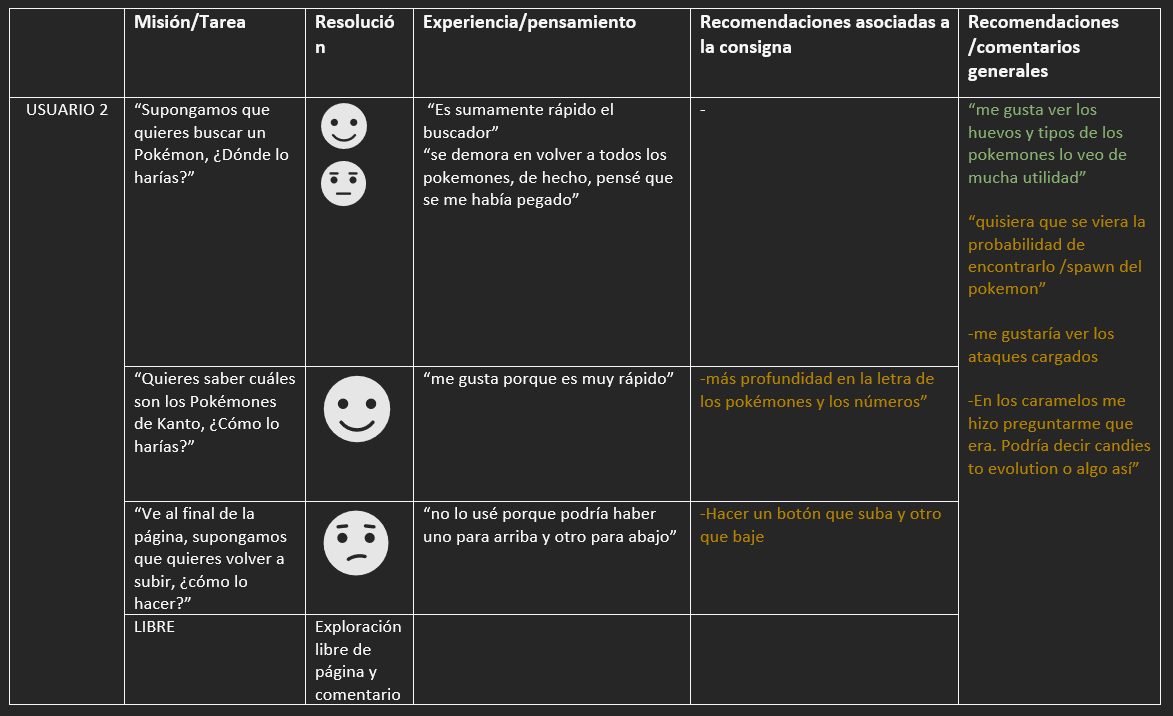 Misión/Tarea
Resolució
n
Experiencia/pensamiento
Recomendaciones asociadas a
la consigna
Recomendaciones
/comentarios
generales
USUARIO 2
“Supongamos que
quieres buscar un
Pokémon, ¿Dónde lo
harías?”
“Es sumamente rápido el
buscador”
“se demora en volver a todos los
pokemones, de hecho, pensé que
se me había pegado”
-
“me gusta ver los
huevos y tipos de los
pokemones lo veo de
mucha utilidad”
“quisiera que se viera la
probabilidad de
encontrarlo /spawn del
pokemon”
-me gustaría ver los
ataques cargados
-En los caramelos me
hizo preguntarme que
era. Podría decir candies
to evolution o algo así”
“Quieres saber cuáles
son los Pokémones
de Kanto, ¿Cómo lo
harías?”
“me gusta porque es muy rápido”
-más profundidad en la letra de
los pokémones y los números”
“Ve al final de la
página, supongamos
que quieres volver a
subir, ¿cómo lo
hacer?”
“no lo usé porque podría haber
uno para arriba y otro para abajo”
-Hacer un botón que suba y otro
que baje
LIBRE
Exploración
libre de
página y
comentario